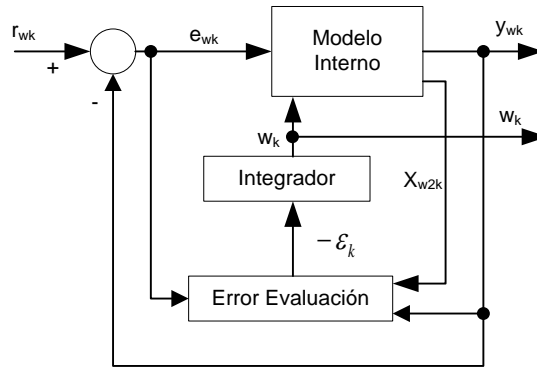 r_wk
+
-
e_wk
Modelo
Interno
y_wk
w_k
w_k
Integrador
X_w2k
−ε_k
Error Evaluación